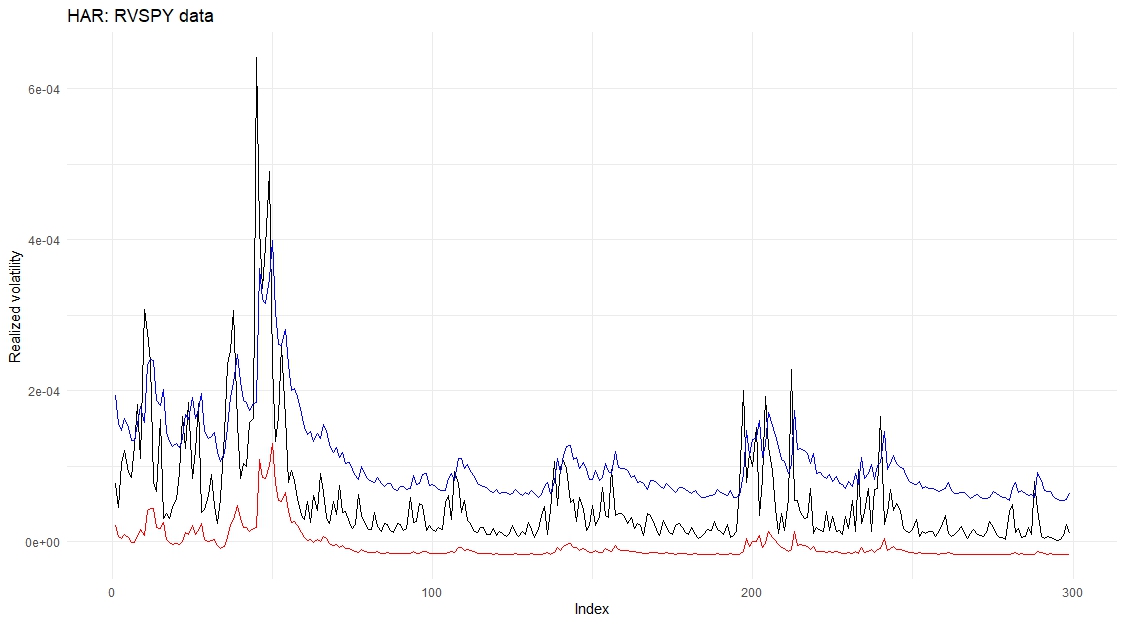 HAR: RVSPY data
6e-04
4e-04
2e-04
0e+00
Realized volatility
0
100
200
300
Index